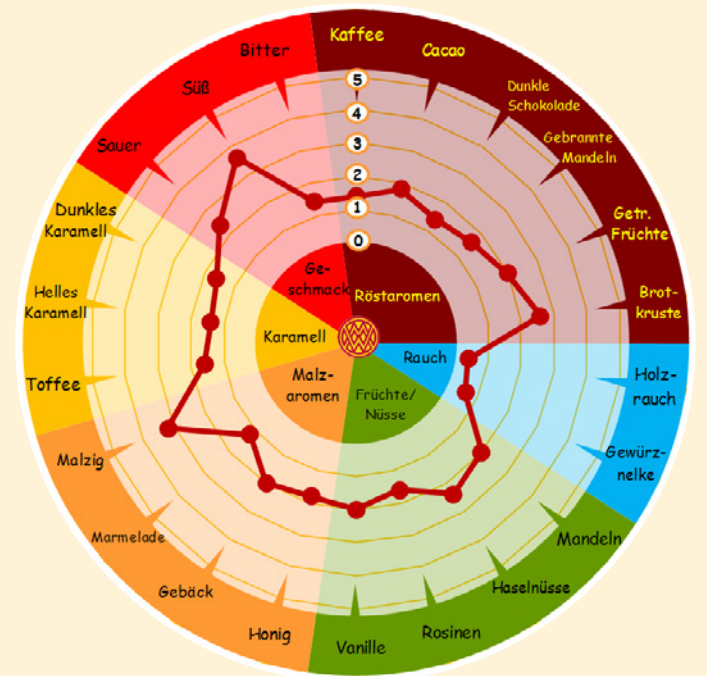 Kaffee
Cacao
Dunkle
Schokolade
Gebrannte
Mandeln
Getr.
Früchte
Brot-
kruste
Holz-
rauch
Gewürz-
nelke
Mandeln
Haselnüsse
Rosinen
Vanille
Honig
Gebäck
Marmelade
Malzig
Toffee
Helles
Karamell
Dunkles
Karamell
Sauer
Süß
Bitter
5
4
3
2
1
0
Ge-
schmack
Röstaromen
Karamell
Rauch
Malz-
aromen
Früchte/
Nüsse